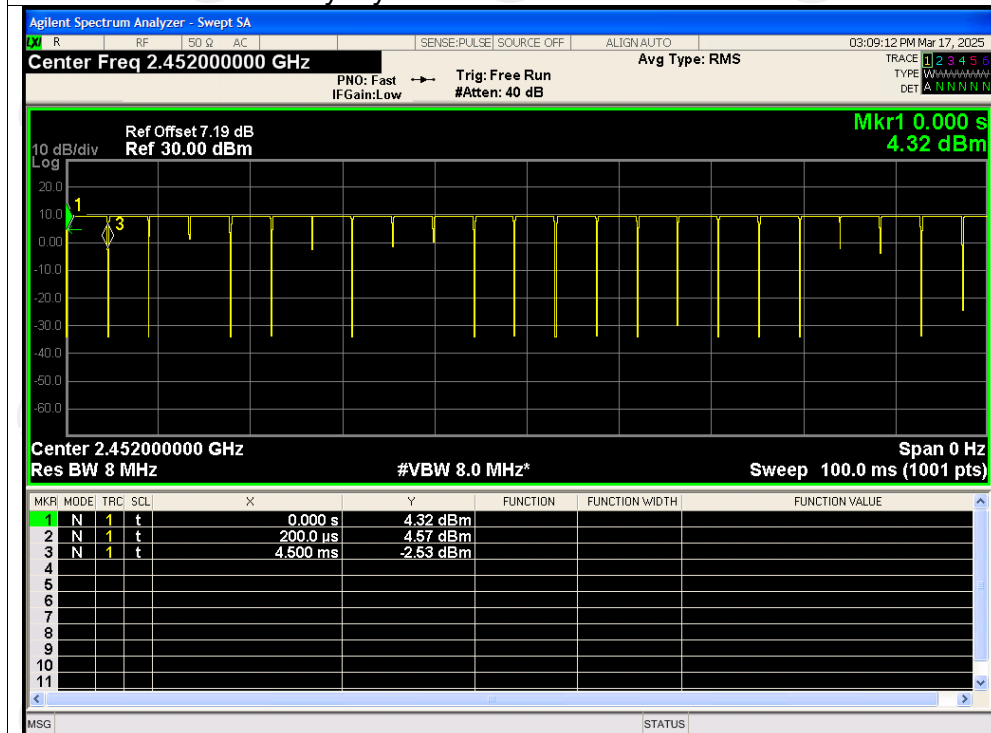 Agilent Spectrum Analyzer - Swept SA
LXI R RF 50 Ω AC SENSE:PULSE SOURCE OFF ALIGN AUTO 03:09:12 PM Mar 17, 2025
Center Freq 2.452000000 GHz Avg Type: RMS TRACE 1 2 3 4 5 6
PNO: Fast Trig: Free Run TYPE WWWWWW
IFGain:Low #Atten: 40 dB DET A N N N N N
Mkr1 0.000 s
Ref Offset 7.19 dB
10 dB/div Ref 30.00 dBm 4.32 dBm
Log
20.0
10.0 1
3
0.00
-10.0
-20.0
-30.0
-40.0
-50.0
-60.0
Center 2.452000000 GHz Span 0 Hz
Res BW 8 MHz #VBW 8.0 MHz* Sweep 100.0 ms (1001 pts)
MKR MODE TRC SCL X Y FUNCTION FUNCTION WIDTH FUNCTION VALUE
1 N 1 t 0.000 s 4.32 dBm
2 N 1 t 200.0 µs 4.57 dBm
3 N 1 t 4.500 ms -2.53 dBm
4
5
6
7
8
9
10
11
MSG STATUS